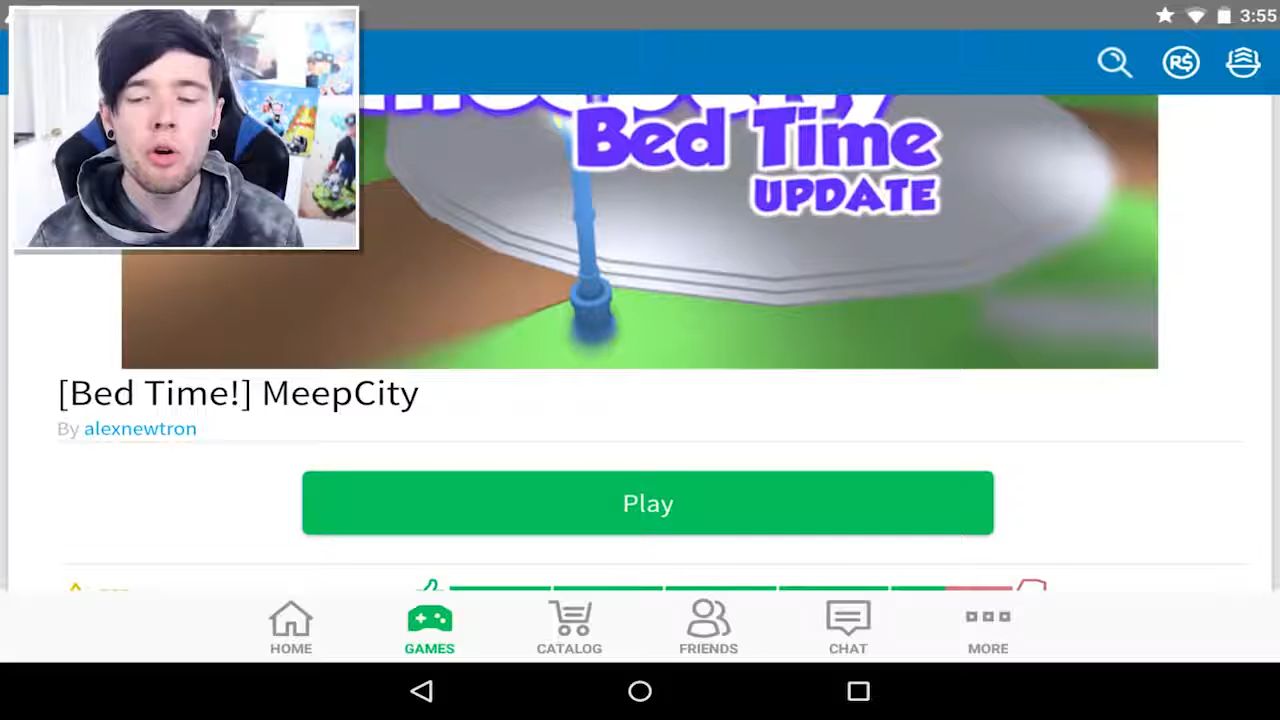 3:55
R$
Bed Time
UPDATE
[Bed Time!] MeepCity
By alexnewtron
Play
HOME
GAMES
CATALOG
FRIENDS
CHAT
MORE